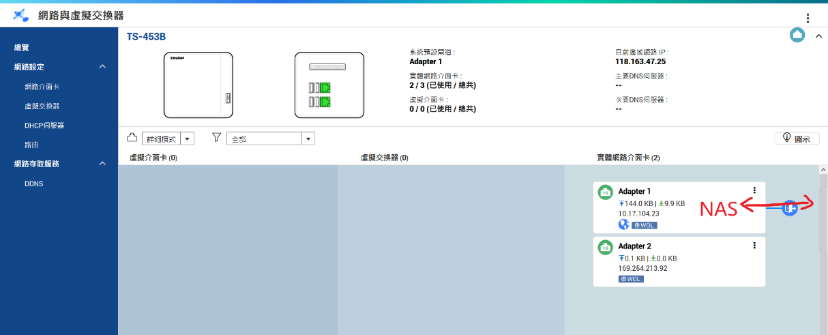 網路與虛擬交換器
總覽
網路設定
網路介面卡
虛擬交換器
DHCP伺服器
路由
網路存取服務
DDNS
TS-453B
系統預設閘道 :
Adapter 1
實體網路介面卡 :
2 / 3 (已使用 / 總共)
虛擬介面卡 :
0 / 0 (已使用 / 總共)
目前廣域網路 IP :
118.163.47.25
主要DNS伺服器 :
--
次要DNS伺服器 :
--
詳細模式
全部
圖示
虛擬介面卡 (0)
虛擬交換器 (0)
實體網路介面卡 (2)
Adapter 1
144.0 KB | 9.9 KB
10.17.104.23
WOL
NAS
Adapter 2
0.1 KB | 0.0 KB
169.254.213.92
WOL